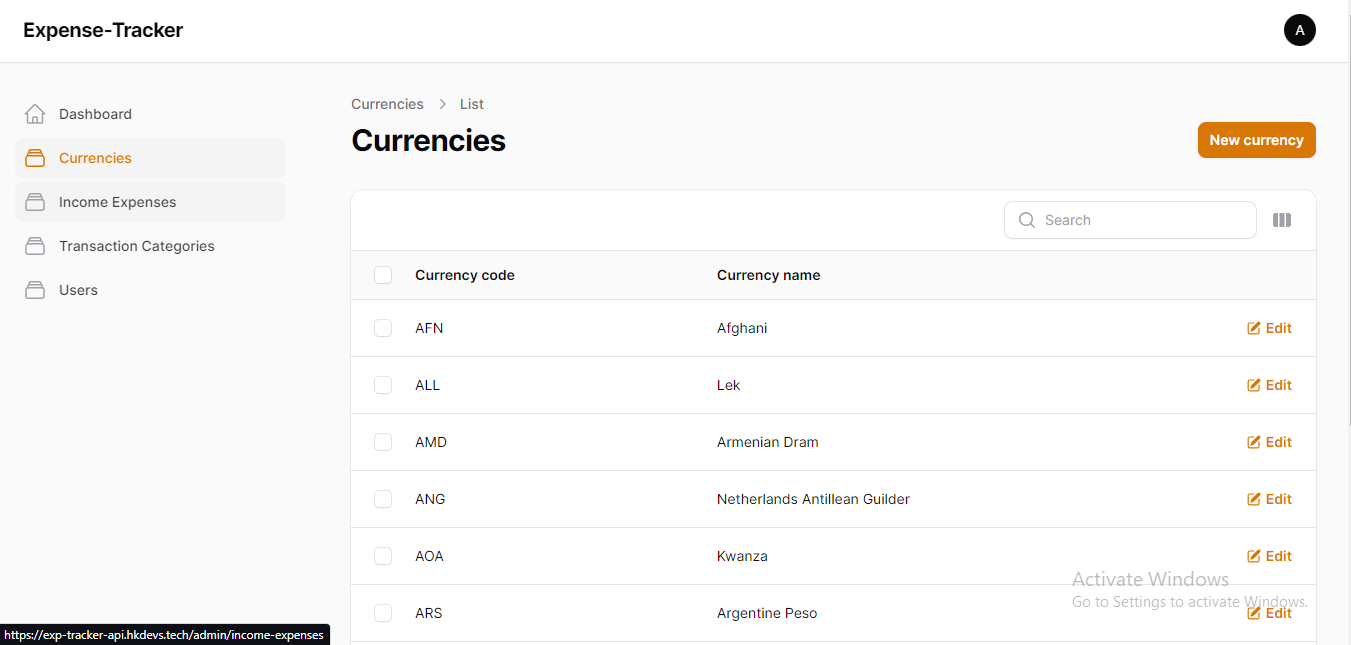 Expense-Tracker
A
Dashboard
Currencies
Income Expenses
Transaction Categories
Users
Currencies > List
Currencies
New currency
Search
Currency code Currency name
AFN Afghani Edit
ALL Lek Edit
AMD Armenian Dram Edit
ANG Netherlands Antillean Guilder Edit
AOA Kwanza Edit
ARS Argentine Peso Edit
Activate Windows
Go to Settings to activate Windows.
https://exp-tracker-api.hkdevs.tech/admin/income-expenses